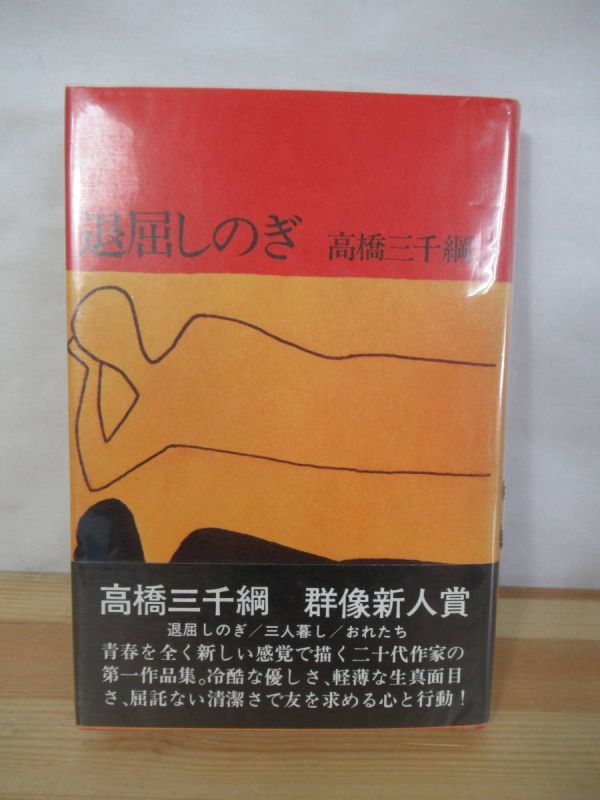 退屈しのぎ 高橋三千綱
高橋三千綱 群像新人賞
退屈しのぎ／三人暮し／おれたち
青春を全く新しい感覚で描く二十代作家の
第一作品集。冷酷な優しさ、軽薄な生真面目
さ、屈託ない清潔さで友を求める心と行動！